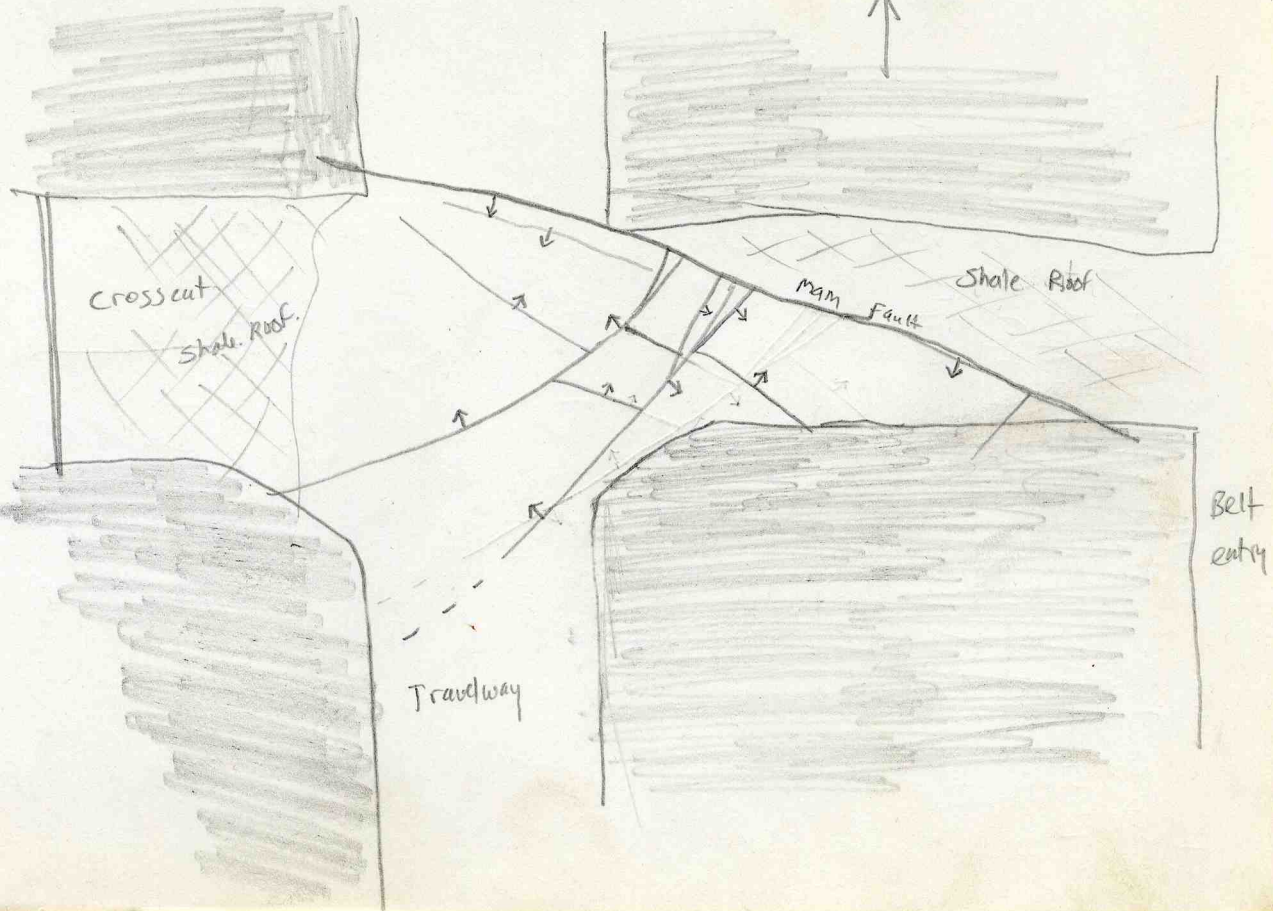 Crosscut
Shale Roof.
Main Fault
Shale Roof
Belt
entry
Travelway